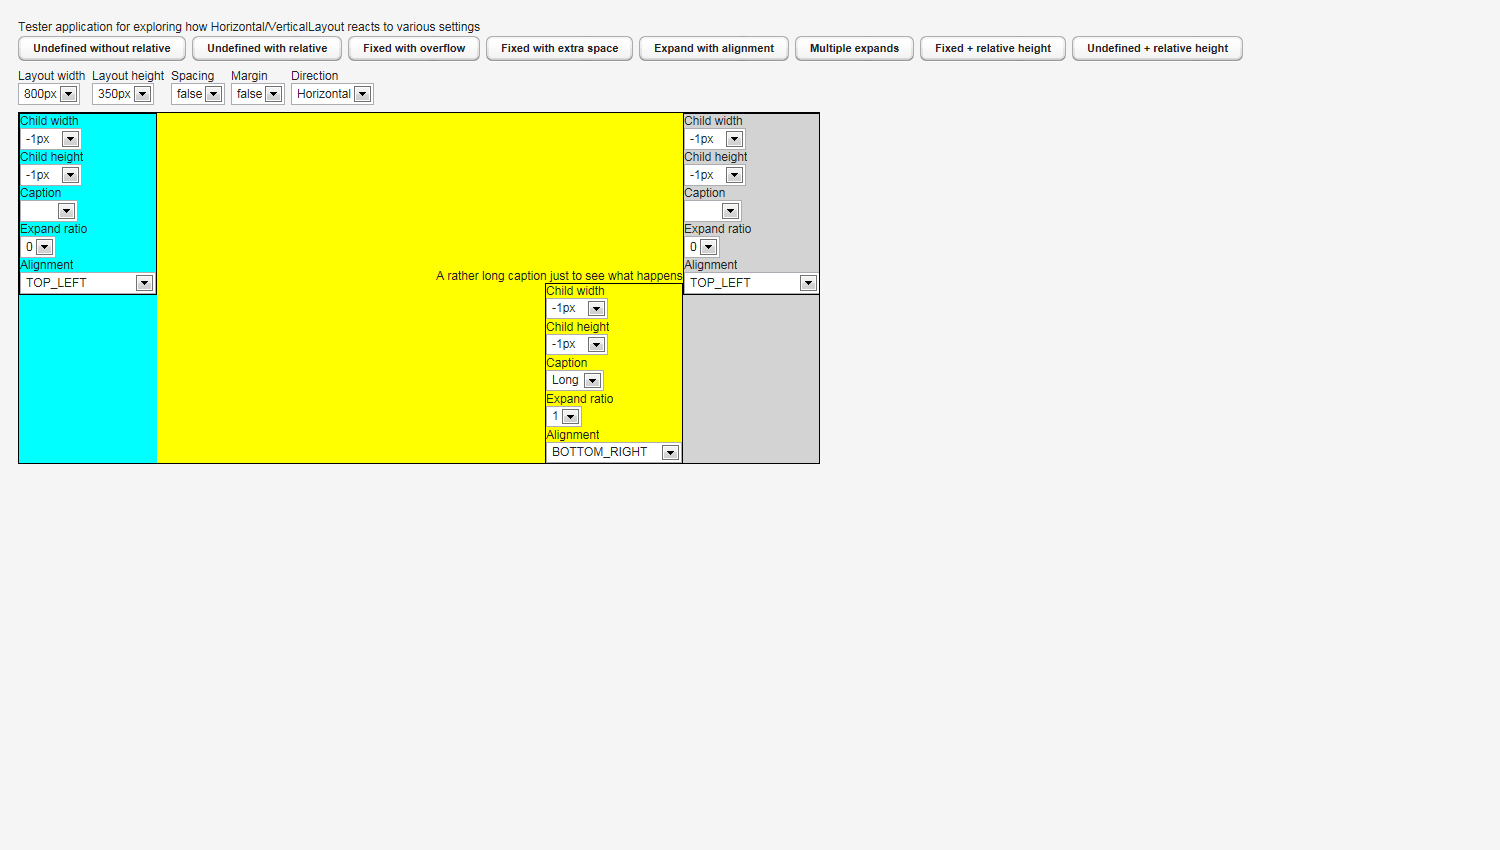 Tester application for exploring how Horizontal/VerticalLayout reacts to various settings
Undefined without relative Undefined with relative Fixed with overflow Fixed with extra space Expand with alignment Multiple expands Fixed + relative height Undefined + relative height
Layout width Layout height Spacing Margin Direction
800px 350px false false Horizontal
Child width
-1px
Child height
-1px
Caption
Expand ratio
0
Alignment
TOP_LEFT
A rather long caption just to see what happens
Child width
-1px
Child height
-1px
Caption
Long
Expand ratio
1
Alignment
BOTTOM_RIGHT
Child width
-1px
Child height
-1px
Caption
Expand ratio
0
Alignment
TOP_LEFT